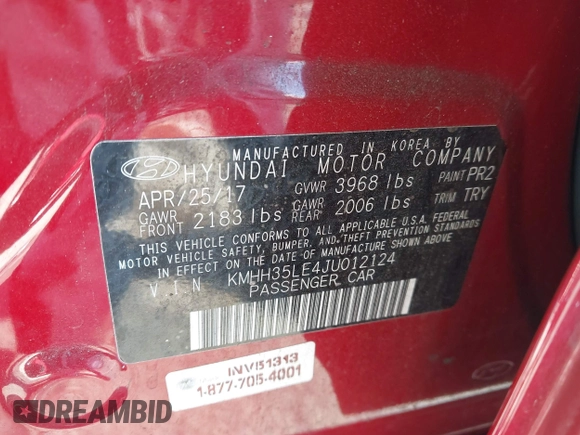 MANUFACTURED IN KOREA BY
HYUNDAI MOTOR COMPANY
APR/25/17 GVWR 3968 lbs PAINT PR2
GAWR FRONT 2183 lbs GAWR REAR 2006 lbs TRIM TRY
THIS VEHICLE CONFORMS TO ALL APPLICABLE U.S.A. FEDERAL
MOTOR VEHICLE SAFETY, BUMPER, AND THEFT PREVENTION
STANDARDS IN EFFECT ON THE DATE OF MANUFACTURE SHOWN ABOVE
V I N KMHH35LE4JU012124
PASSENGER CAR
INV51313
1-877-705-4001
DREAMBID